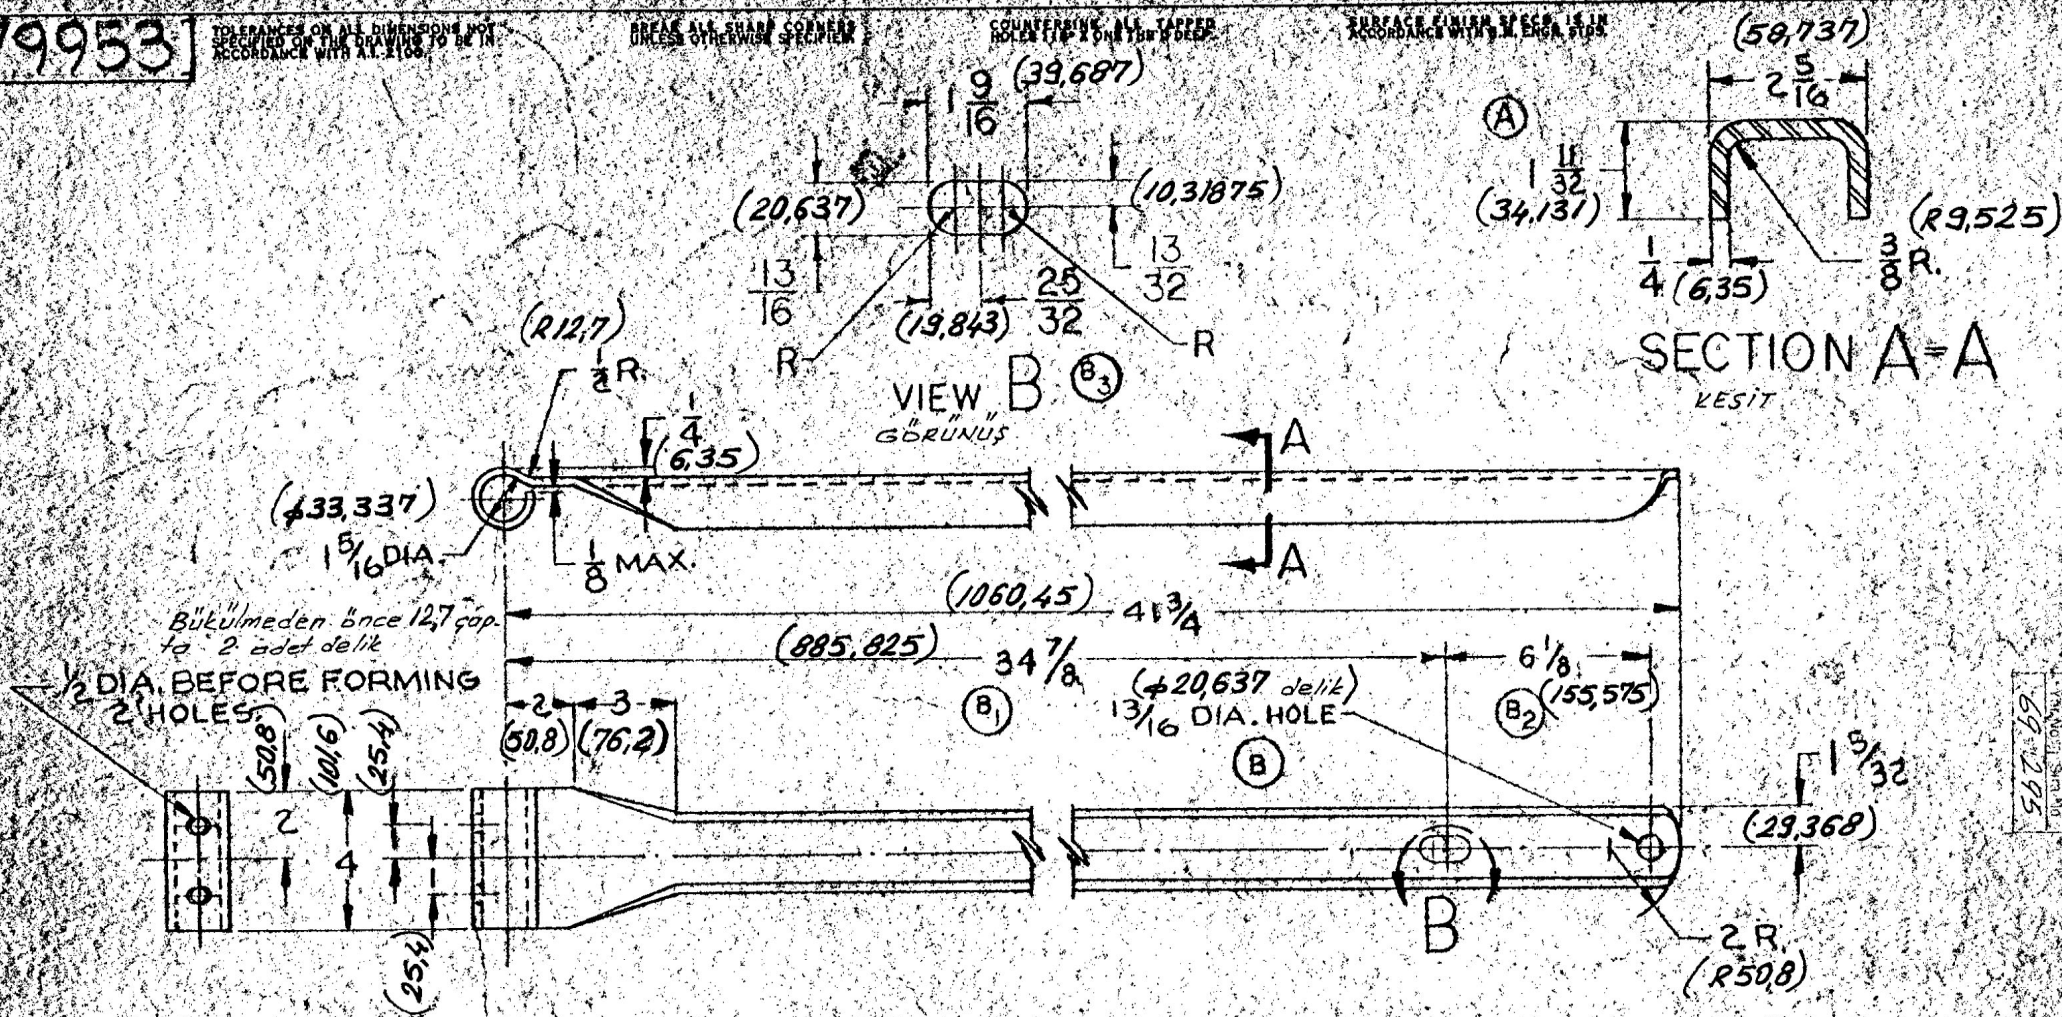 79953
TOLERANCES ON ALL DIMENSIONS NOT
SPECIFIED ON THE DRAWING TO BE IN
ACCORDANCE WITH
BREAK ALL SHARP CORNERS
UNLESS OTHERWISE SPECIFIED
COUNTERSINK ALL TAPPED
HOLES
DEEP
SURFACE FINISH SPECS. IS IN
ACCORDANCE WITH ENGR. STDS.
(58,737)
2 5/16
(39,687)
1 9/16
A
1 11/32
(34,131)
(20,637)
13/16
(10,31875)
13/32
(19,843)
25/32
R
R
(R9,525)
3/8 R.
1/4 (6,35)
SECTION A-A
KESİT
VIEW B
B3
GÖRÜNÜŞ
(R12,7)
1/2 R.
1/4
(6,35)
A
A
(ϕ33,337)
1 5/16 DIA.
1/8 MAX.
(1060,45) 41 3/4
(885,825) 34 7/8
6 1/8
(155,575)
B1
B2
Bükülmeden önce 12,7 çap-
ta 2 adet delik
1/2 DIA. BEFORE FORMING
2 HOLES.
(ϕ20,637 delik)
13/16 DIA. HOLE
B
2
(50,8)
3
(76,2)
(50,8)
(101,6)
(25,4)
2
4
(25,4)
1 5/32
(29,368)
B
2 R.
(R50,8)
69-295